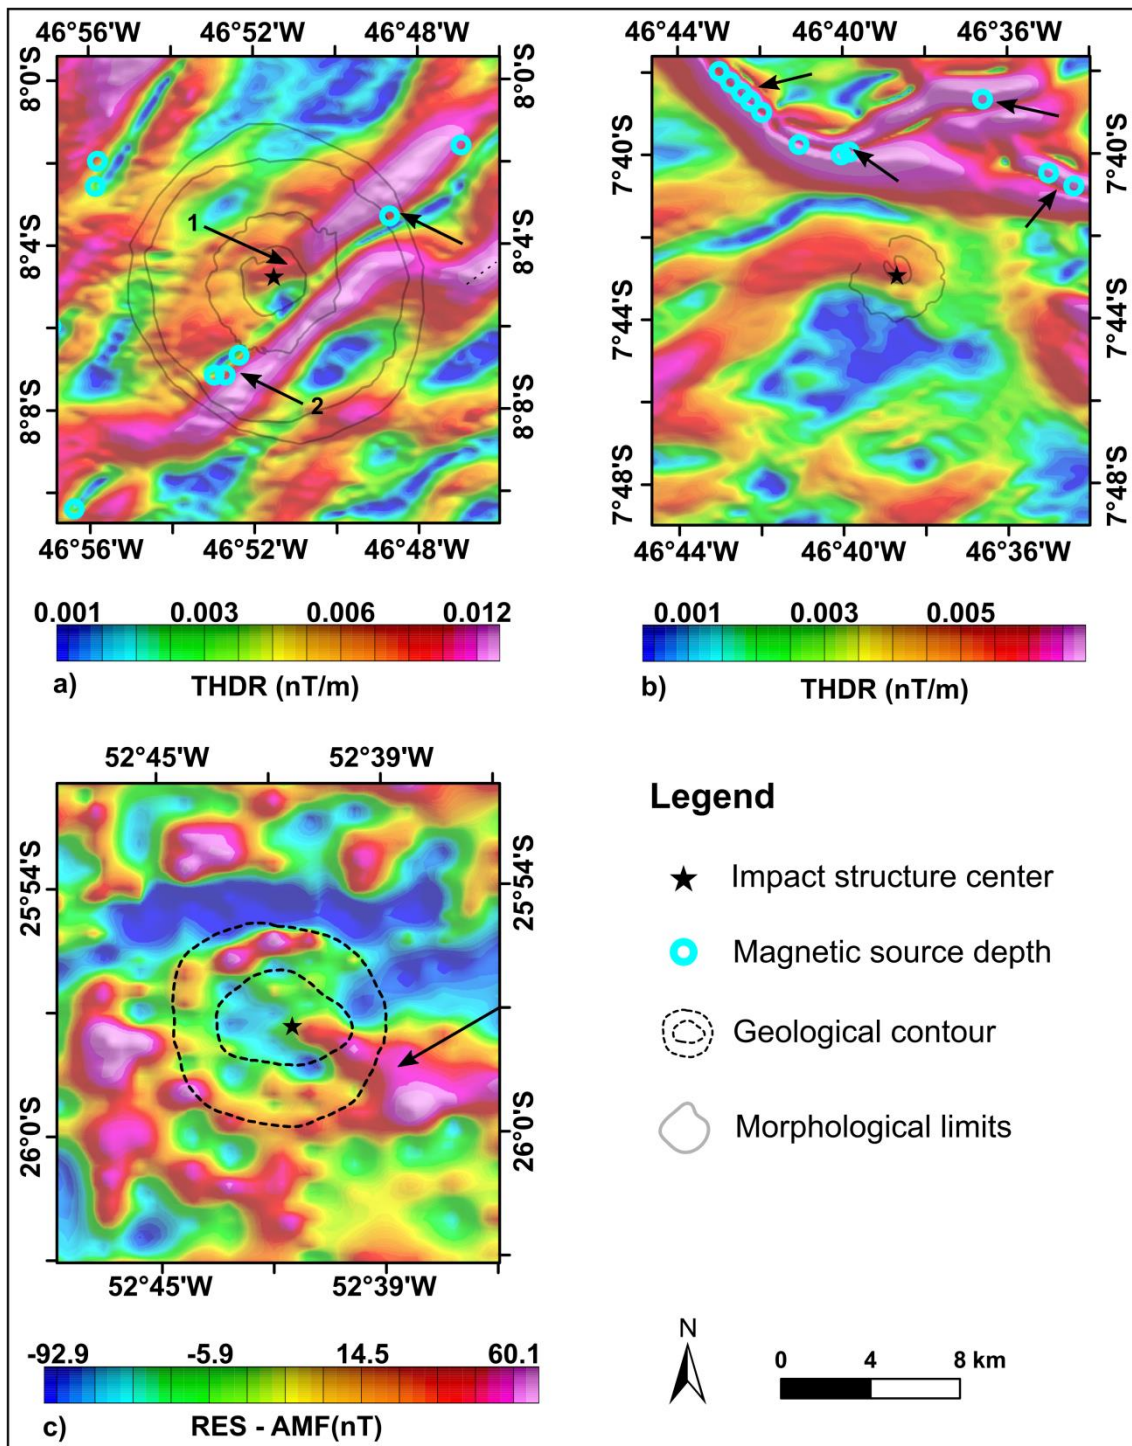 46°56'W 46°52'W 46°48'W
46°44'W 46°40'W 46°36'W
8°0'S
8°4'S
8°8'S
8°0'S
8°4'S
8°8'S
1
2
7°40'S
7°44'S
7°48'S
7°40'S
7°44'S
7°48'S
46°56'W 46°52'W 46°48'W
46°44'W 46°40'W 46°36'W
0.001 0.003 0.006 0.012
a) THDR (nT/m)
0.001 0.003 0.005
b) THDR (nT/m)
52°45'W 52°39'W
25°54'S
26°0'S
25°54'S
26°0'S
52°45'W 52°39'W
-92.9 -5.9 14.5 60.1
c) RES - AMF(nT)
Legend
Impact structure center
Magnetic source depth
Geological contour
Morphological limits
N
0 4 8 km